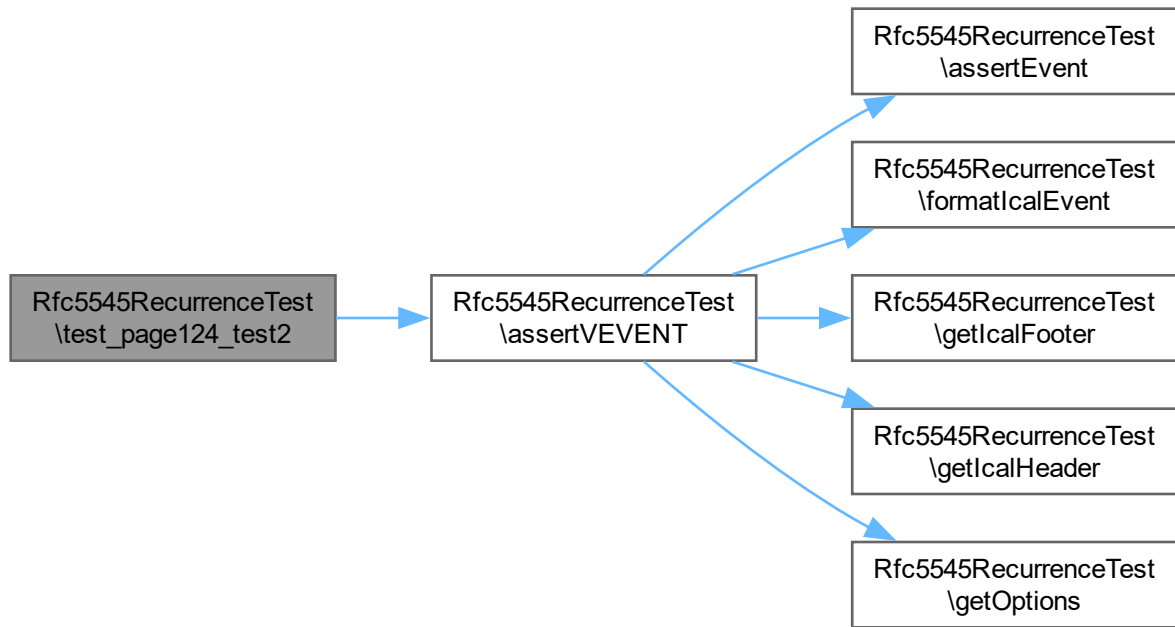 Rfc5545RecurrenceTest
\test_page124_test2
Rfc5545RecurrenceTest
\assertVEVENT
Rfc5545RecurrenceTest
\assertEvent
Rfc5545RecurrenceTest
\formatIcalEvent
Rfc5545RecurrenceTest
\getIcalFooter
Rfc5545RecurrenceTest
\getIcalHeader
Rfc5545RecurrenceTest
\getOptions